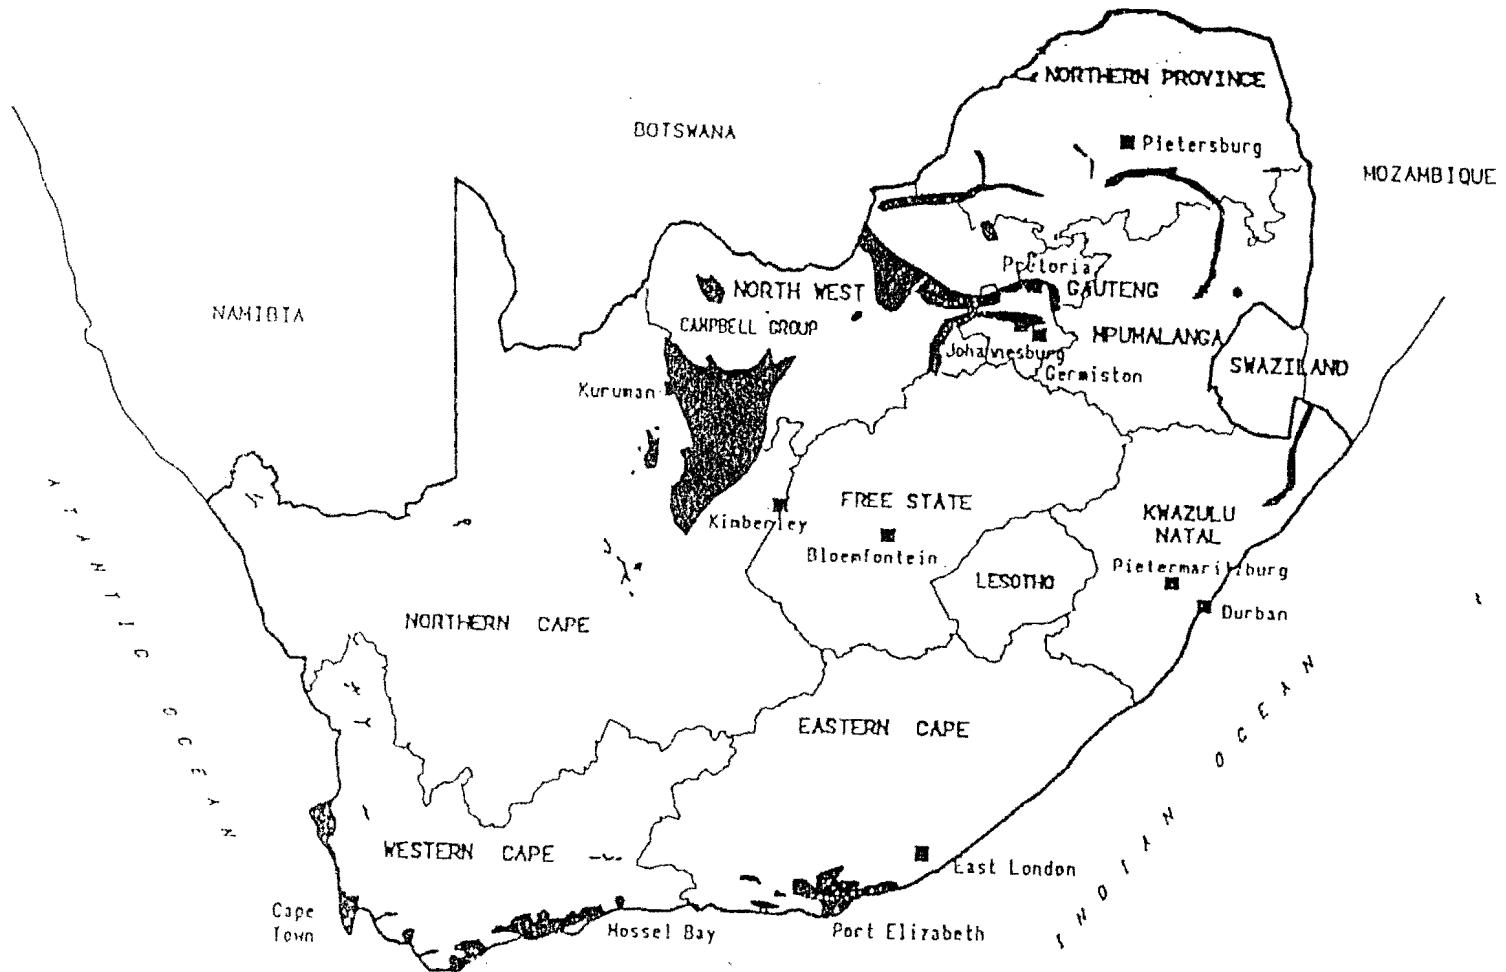 NORTHERN PROVINCE
BOTSWANA
Pietersburg
MOZAMBIQUE
Pretoria
NAMIBIA
NORTH WEST
GAUTENG
CAMPBELL GROUP
MPUMALANGA
Johannesburg
SWAZILAND
Kuruman
Germiston
FREE STATE
Kimberley
KWAZULU
NATAL
Bloemfontein
Pietermaritzburg
LESOTHO
Durban
NORTHERN CAPE
ATANTIC OCEAN
EASTERN CAPE
INDIAN OCEAN
WESTERN CAPE
East London
Cape
Town
Mossel Bay
Port Elizabeth